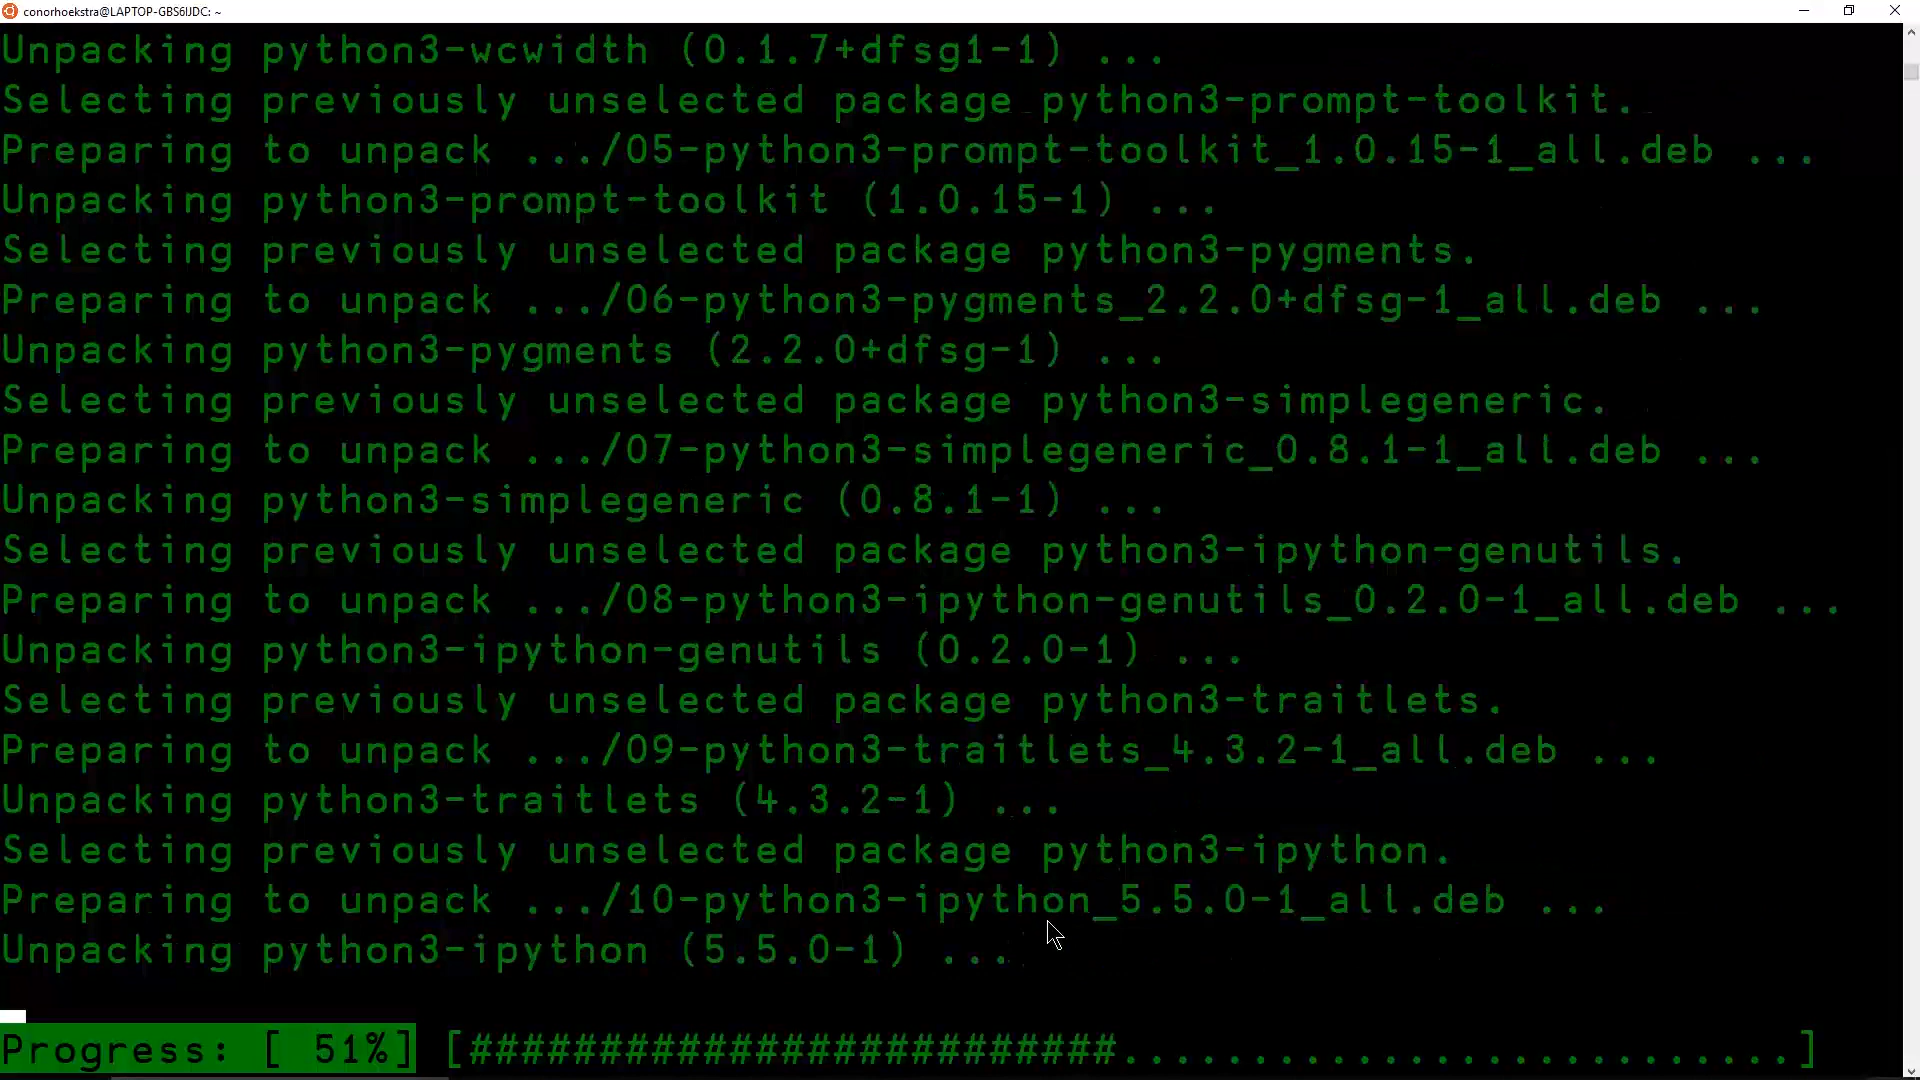 conorhoekstra@LAPTOP-GBS6IJDC: ~
Unpacking python3-wcwidth (0.1.7+dfsg1-1) ...
Selecting previously unselected package python3-prompt-toolkit.
Preparing to unpack .../05-python3-prompt-toolkit_1.0.15-1_all.deb ...
Unpacking python3-prompt-toolkit (1.0.15-1) ...
Selecting previously unselected package python3-pygments.
Preparing to unpack .../06-python3-pygments_2.2.0+dfsg-1_all.deb ...
Unpacking python3-pygments (2.2.0+dfsg-1) ...
Selecting previously unselected package python3-simplegeneric.
Preparing to unpack .../07-python3-simplegeneric_0.8.1-1_all.deb ...
Unpacking python3-simplegeneric (0.8.1-1) ...
Selecting previously unselected package python3-ipython-genutils.
Preparing to unpack .../08-python3-ipython-genutils_0.2.0-1_all.deb ...
Unpacking python3-ipython-genutils (0.2.0-1) ...
Selecting previously unselected package python3-traitlets.
Preparing to unpack .../09-python3-traitlets_4.3.2-1_all.deb ...
Unpacking python3-traitlets (4.3.2-1) ...
Selecting previously unselected package python3-ipython.
Preparing to unpack .../10-python3-ipython_5.5.0-1_all.deb ...
Unpacking python3-ipython (5.5.0-1) ...
Progress: [ 51%] [#########################..........................]